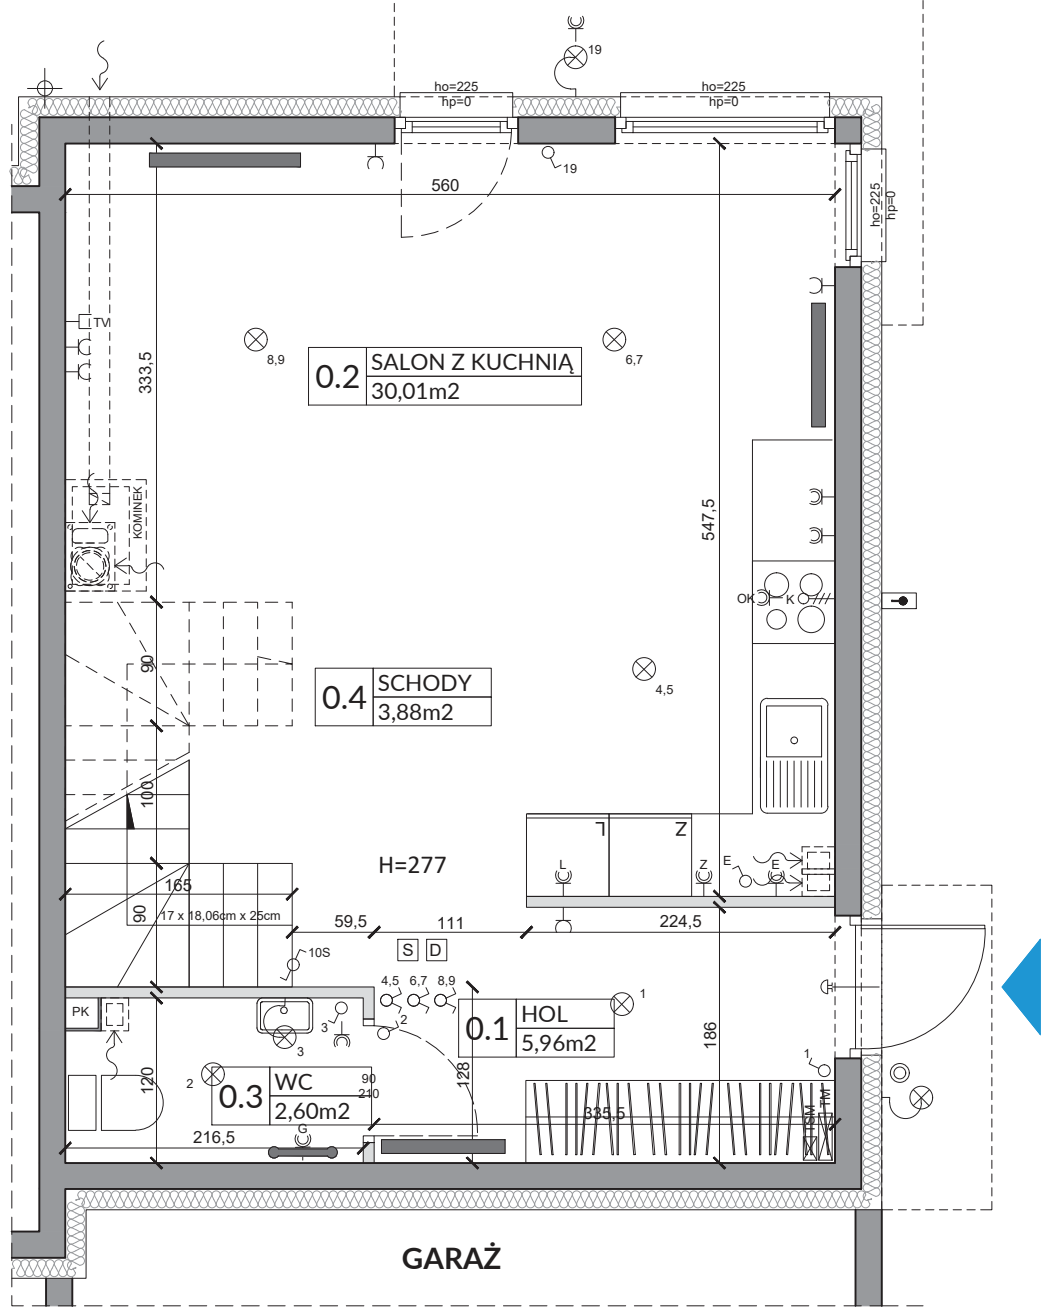 19
ho=225
hp=0
ho=225
hp=0
19
560
ho=225
hp=0
TV
8,9
6,7
333,5
0.2
SALON Z KUCHNIĄ
30,01m2
KOMINEK
547,5
OK
K
90
0.4
SCHODY
3,88m2
4,5
100
L
Z
H=277
L
Z
E
E
165
90
17 x 18,06cm x 25cm
59,5
111
224,5
10S
S
D
4,5
6,7
8,9
PK
3
3
2
0.1
HOL
5,96m2
1
186
1
2
120
0.3
WC
2,60m2
90
210
128
335,5
TSM
TM
216,5
G
GARAŻ